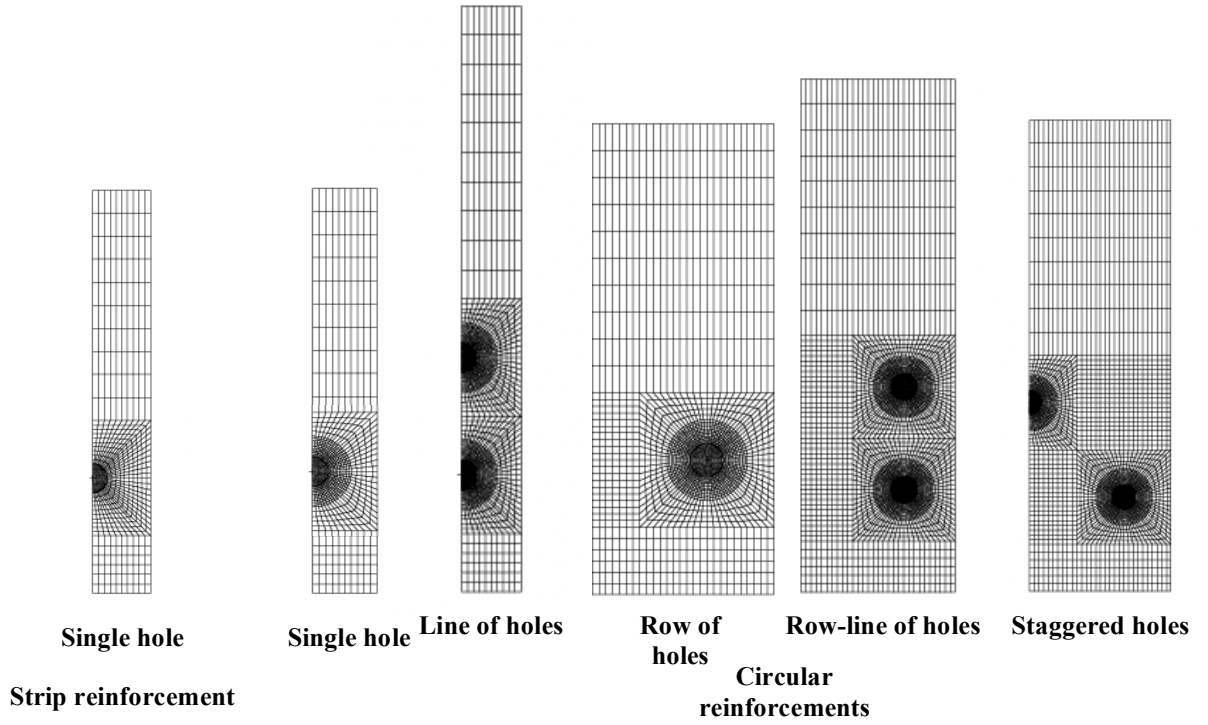 Single hole
Single hole
Line of holes
Row of
holes
Row-line of holes
Staggered holes
Strip reinforcement
Circular
reinforcements